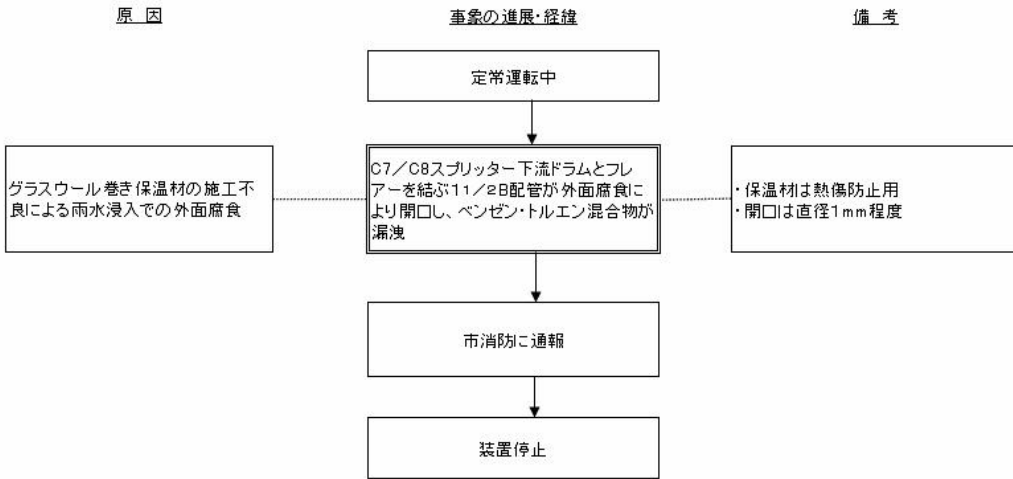 原　因
事象の進展・経緯
備　考
定常運転中
グラスウール巻き保温材の施工不
良による雨水浸入での外面腐食
C7／C8スプリッター下流ドラムとフレ
アーを結ぶ11／2B配管が外面腐食に
より開口し、ベンゼン・トルエン混合物が
漏洩
・保温材は熱傷防止用
・開口は直径1mm程度
市消防に通報
装置停止